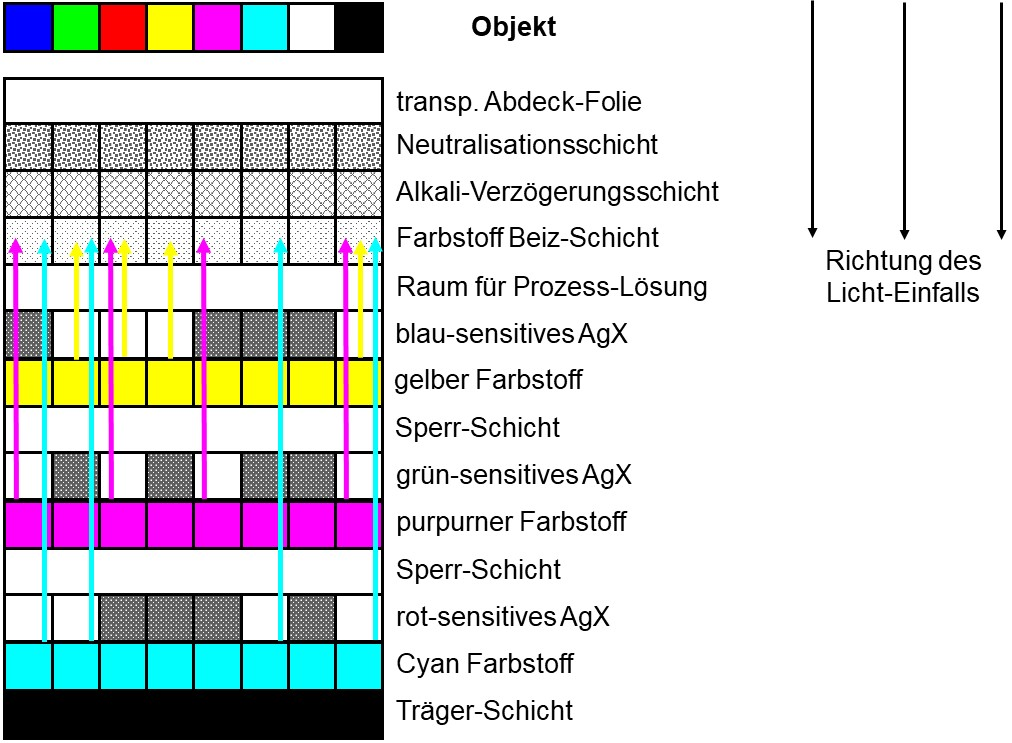 Objekt
transp. Abdeck-Folie
Neutralisationsschicht
Alkali-Verzögerungsschicht
Farbstoff Beiz-Schicht
Richtung des
Licht-Einfalls
Raum für Prozess-Lösung
blau-sensitives AgX
gelber Farbstoff
Sperr-Schicht
grün-sensitives AgX
purpurner Farbstoff
Sperr-Schicht
rot-sensitives AgX
Cyan Farbstoff
Träger-Schicht